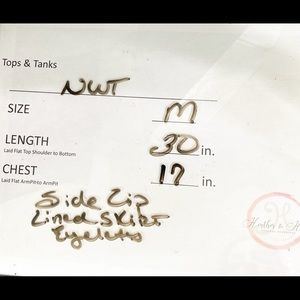 Tops & Tanks
NWT
SIZE M
LENGTH 30 in.
Laid Flat Top Shoulder to Bottom
CHEST 17 in.
Laid Flat ArmPit to ArmPit
Side Zip
Lined Skirt
Eyelets